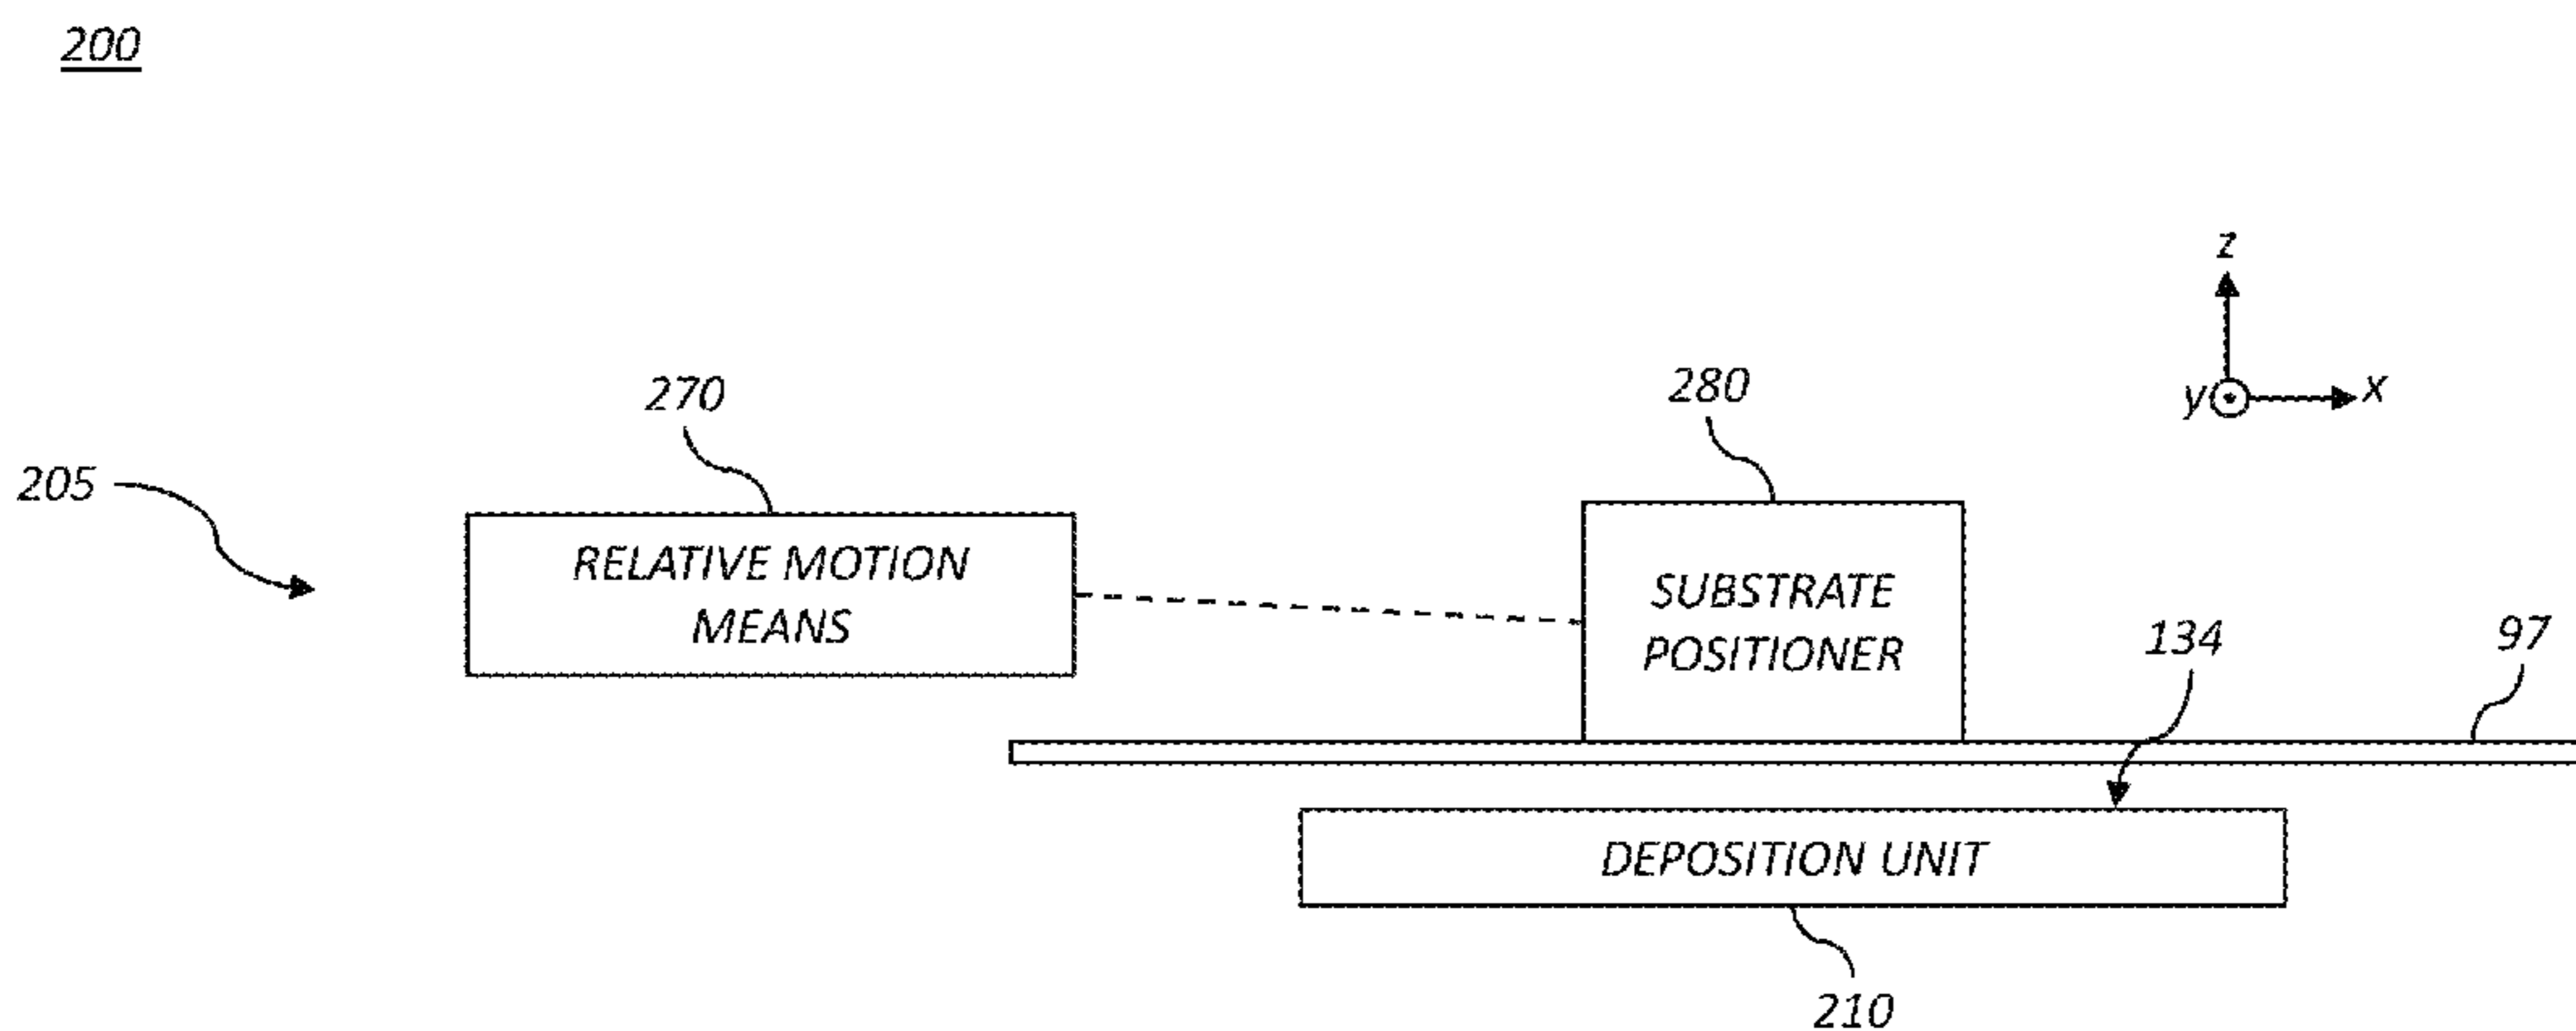 200
z
y
x
270
280
205
RELATIVE MOTION
MEANS
SUBSTRATE
POSITIONER
134
97
DEPOSITION UNIT
210